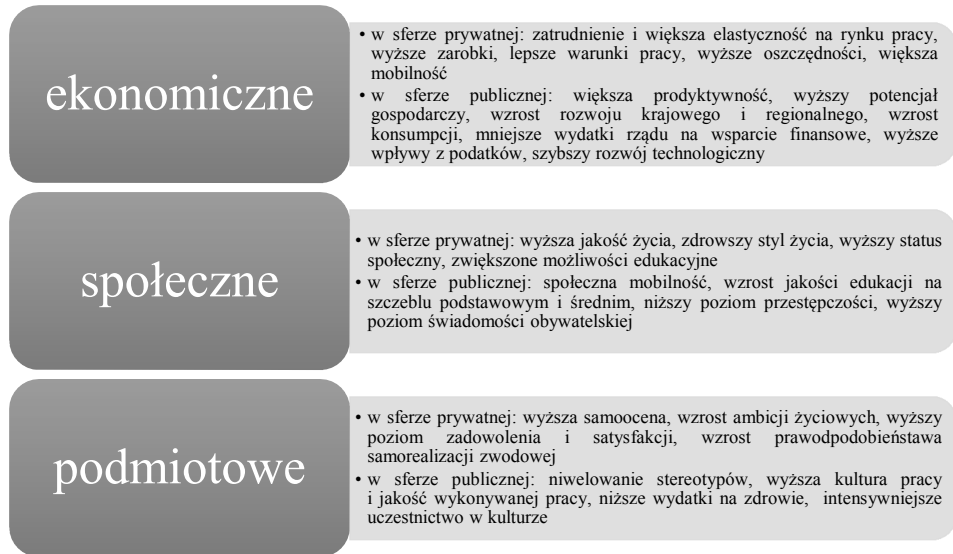 ekonomiczne
• w sferze prywatnej: zatrudnienie i większa elastyczność na rynku pracy,
wyższe zarobki, lepsze warunki pracy, wyższe oszczędności, większa
mobilność
• w sferze publicznej: większa produktywność, wyższy potencjał
gospodarczy, wzrost rozwoju krajowego i regionalnego, wzrost
konsumpcji, mniejsze wydatki rządu na wsparcie finansowe, wyższe
wpływy z podatków, szybszy rozwój technologiczny
społeczne
• w sferze prywatnej: wyższa jakość życia, zdrowszy styl życia, wyższy status
społeczny, zwiększone możliwości edukacyjne
• w sferze publicznej: społeczna mobilność, wzrost jakości edukacji na
szczeblu podstawowym i średnim, niższy poziom przestępczości, wyższy
poziom świadomości obywatelskiej
podmiotowe
• w sferze prywatnej: wyższa samoocena, wzrost ambicji życiowych, wyższy
poziom zadowolenia i satysfakcji, wzrost prawodpodobieństawa
samorealizacji zwodowej
• w sferze publicznej: niwelowanie stereotypów, wyższa kultura pracy
i jakość wykonywanej pracy, niższe wydatki na zdrowie, intensywniejsze
uczestnictwo w kulturze